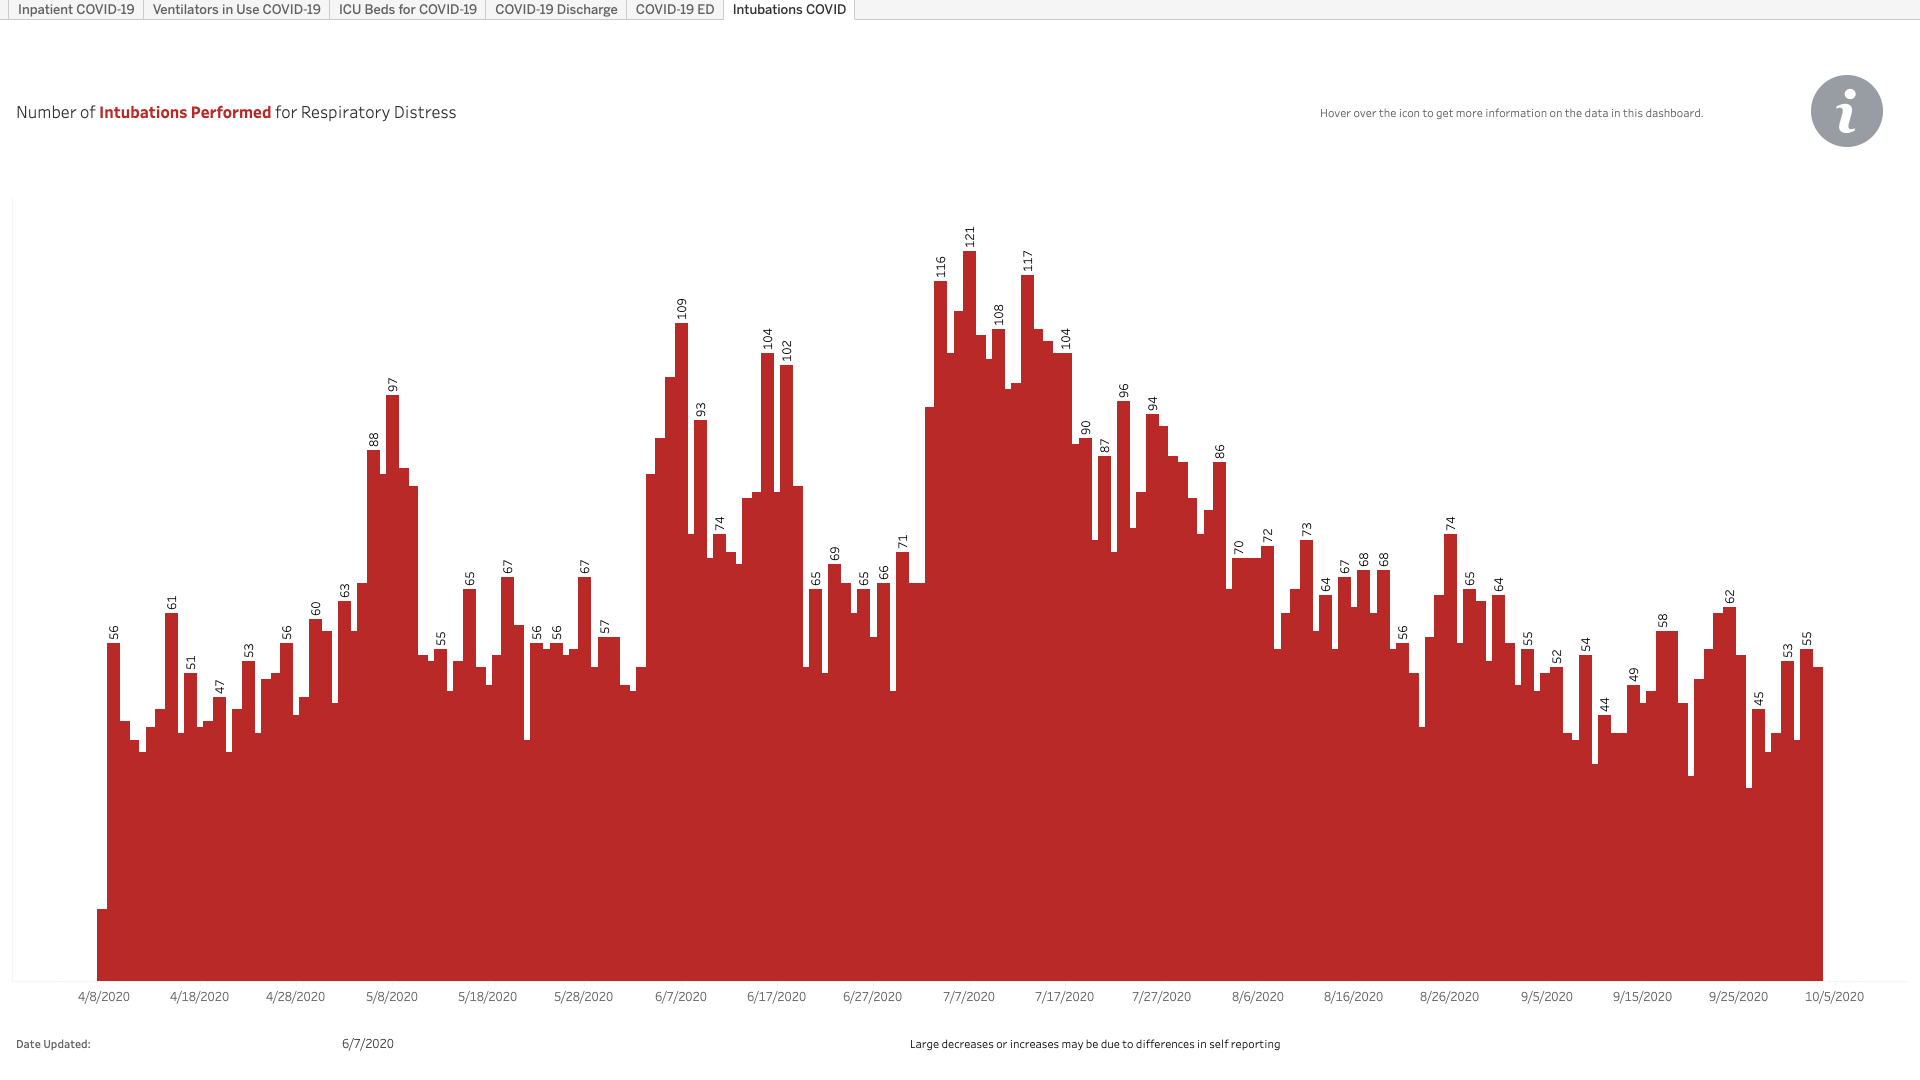 Inpatient COVID-19 Ventilators in Use COVID-19 ICU Beds for COVID-19 COVID-19 Discharge COVID-19 ED Intubations COVID
Number of Intubations Performed for Respiratory Distress
Hover over the icon to get more information on the data in this dashboard.
i
56 61 51 47 53 56 60 63 88 97 55 65 67 56 56 67 57 109 93 74 104 102 65 69 65 66 71 116 121 108 117 104 90 87 96 94 86 70 72 73 64 67 68 68 56 74 65 64 55 52 54 44 49 58 62 45 53 55
4/8/2020 4/18/2020 4/28/2020 5/8/2020 5/18/2020 5/28/2020 6/7/2020 6/17/2020 6/27/2020 7/7/2020 7/17/2020 7/27/2020 8/6/2020 8/16/2020 8/26/2020 9/5/2020 9/15/2020 9/25/2020 10/5/2020
Date Updated: 6/7/2020
Large decreases or increases may be due to differences in self reporting